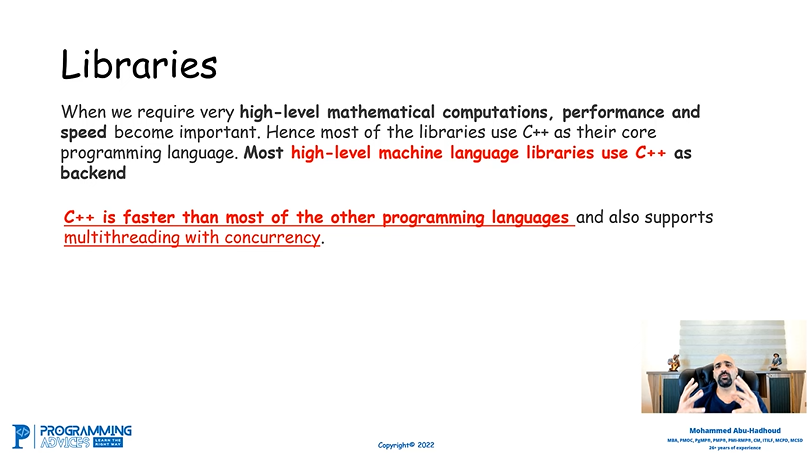 Libraries
When we require very high-level mathematical computations, performance and
speed become important. Hence most of the libraries use C++ as their core
programming language. Most high-level machine language libraries use C++ as
backend
C++ is faster than most of the other programming languages and also supports
multithreading with concurrency.
Mohammed Abu-Hadhoud
MBA, PMOC, PgMP®, PMP®, PMI-RMP®, CM, ITILF, MCPD, MCSD
26+ years of experience
PROGRAMMING
ADVICES LEARN THE
RIGHT WAY
Copyright© 2022